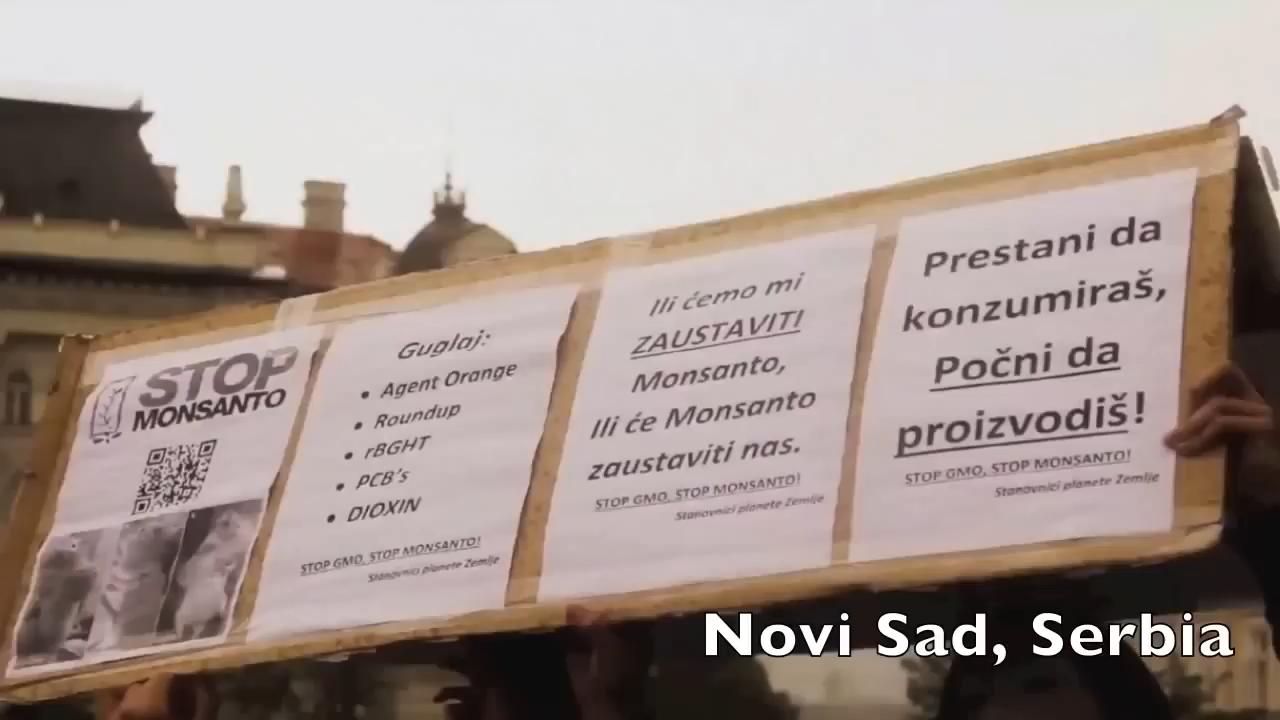 STOP
MONSANTO
Guglaj:
• Agent Orange
• Roundup
• rBGHT
• PCB's
• DIOXIN
STOP GMO, STOP MONSANTO!
Stanovnici planete Zemlje
Ili ćemo mi
ZAUSTAVITI
Monsanto,
Ili će Monsanto
zaustaviti nas.
STOP GMO, STOP MONSANTO!
Stanovnici planete Zemlje
Prestani da
konzumiraš,
Počni da
proizvodiš!
STOP GMO, STOP MONSANTO!
Stanovnici planete Zemlje
Novi Sad, Serbia